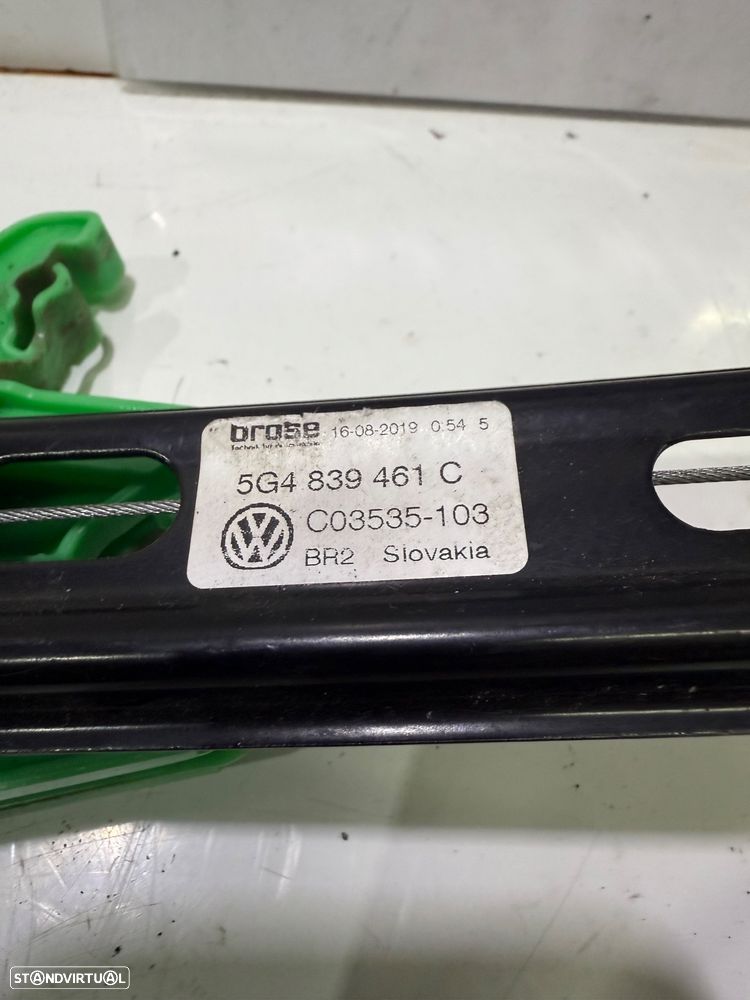 brose 16-08-2019 0:54 5
5G4 839 461 C
C03535-103
BR2 Slovakia
STANDVIRTUAL